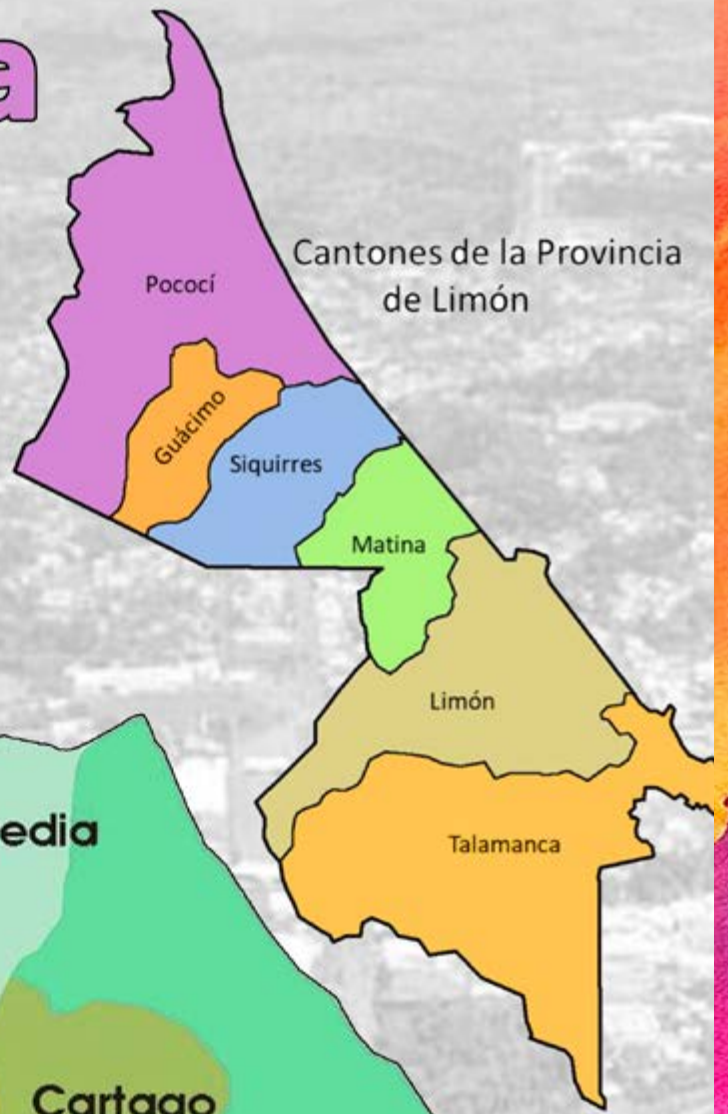 Cantones de la Provincia
de Limón
Pococí
Guácimo
Siquirres
Matina
Limón
Talamanca
edia
Cartago
a